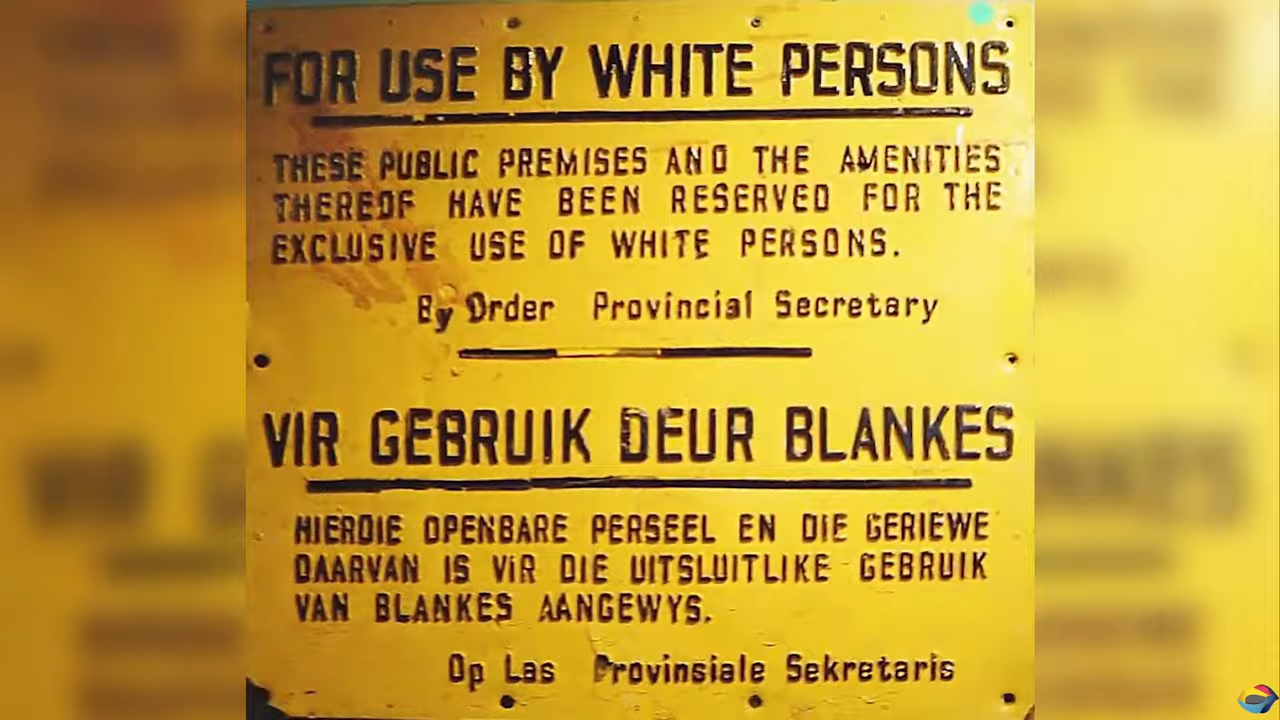 FOR USE BY WHITE PERSONS
THESE PUBLIC PREMISES AND THE AMENITIES
THEREOF HAVE BEEN RESERVED FOR THE
EXCLUSIVE USE OF WHITE PERSONS.
By Order Provincial Secretary
VIR GEBRUIK DEUR BLANKES
HIERDIE OPENBARE PERSEEL EN DIE GERIEWE
DAARVAN IS VIR DIE UITSLUITLIKE GEBRUIK
VAN BLANKES AANGEWYS.
Op Las Provinsiale Sekretaris